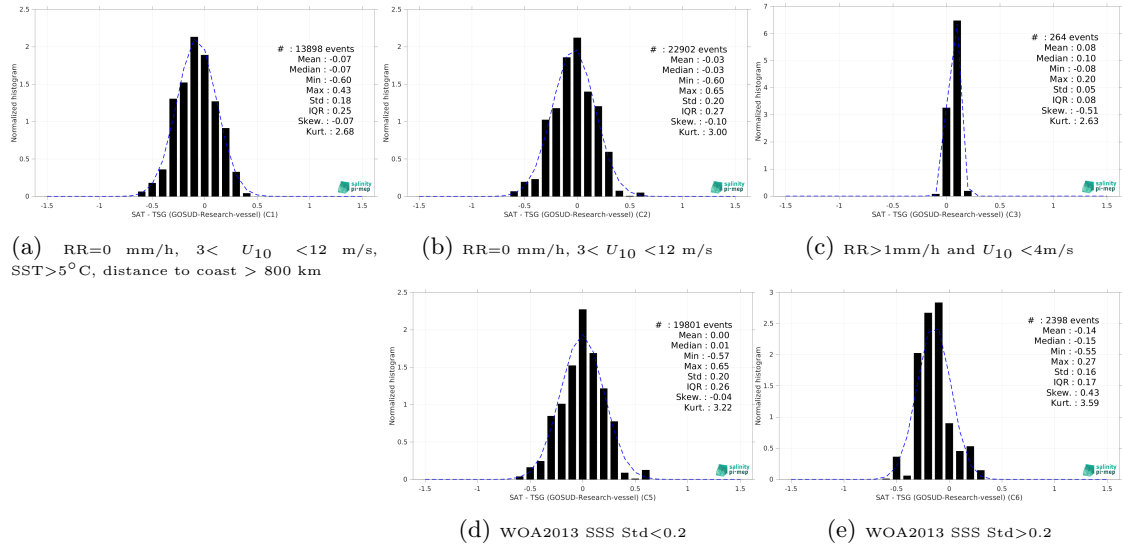 2.5
2
1.5
1
0.5
0
Normalized histogram
# : 13898 events
Mean : -0.07
Median : -0.07
Min : -0.60
Max : 0.43
Std : 0.18
IQR : 0.25
Skew. : -0.07
Kurt. : 2.68
salinity
pi-mep
-1.5 -1 -0.5 0 0.5 1 1.5
SAT - TSG (GOSUD-Research-vessel) (C1)
(a) RR=0 mm/h, 3< U10 <12 m/s,
SST>5°C, distance to coast > 800 km
2.5
2
1.5
1
0.5
0
Normalized histogram
# : 22902 events
Mean : -0.03
Median : -0.03
Min : -0.60
Max : 0.65
Std : 0.20
IQR : 0.27
Skew. : -0.10
Kurt. : 3.00
salinity
pi-mep
-1.5 -1 -0.5 0 0.5 1 1.5
SAT - TSG (GOSUD-Research-vessel) (C2)
(b) RR=0 mm/h, 3< U10 <12 m/s
7
6
5
4
3
2
1
0
Normalized histogram
# : 264 events
Mean : 0.08
Median : 0.10
Min : -0.08
Max : 0.20
Std : 0.05
IQR : 0.08
Skew. : -0.51
Kurt. : 2.63
salinity
pi-mep
-1.5 -1 -0.5 0 0.5 1 1.5
SAT - TSG (GOSUD-Research-vessel) (C3)
(c) RR>1mm/h and U10 <4m/s
2.5
2
1.5
1
0.5
0
Normalized histogram
# : 19801 events
Mean : 0.00
Median : 0.01
Min : -0.57
Max : 0.65
Std : 0.20
IQR : 0.26
Skew. : -0.04
Kurt. : 3.22
salinity
pi-mep
-1.5 -1 -0.5 0 0.5 1 1.5
SAT - TSG (GOSUD-Research-vessel) (C5)
(d) WOA2013 SSS Std<0.2
3
2.5
2
1.5
1
0.5
0
Normalized histogram
# : 2398 events
Mean : -0.14
Median : -0.15
Min : -0.55
Max : 0.27
Std : 0.16
IQR : 0.17
Skew. : 0.43
Kurt. : 3.59
salinity
pi-mep
-1.5 -1 -0.5 0 0.5 1 1.5
SAT - TSG (GOSUD-Research-vessel) (C6)
(e) WOA2013 SSS Std>0.2